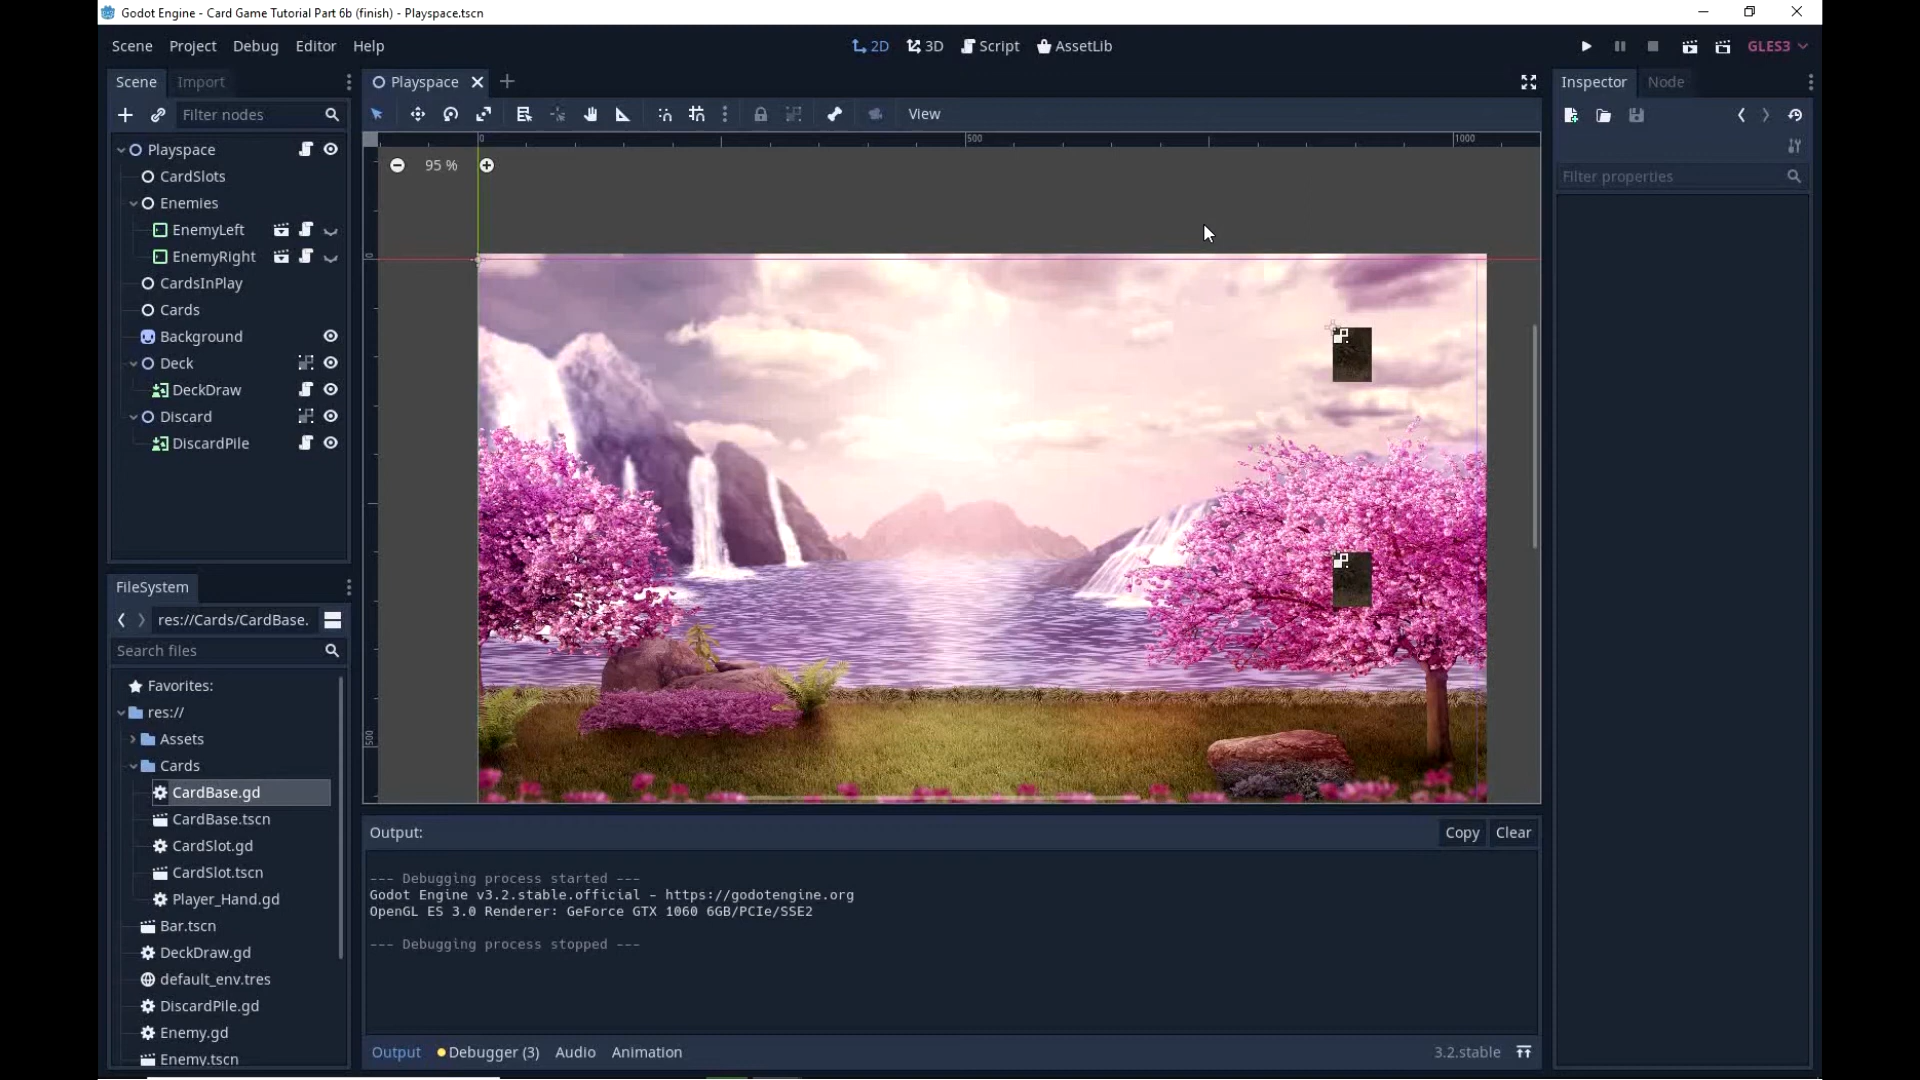 Godot Engine - Card Game Tutorial Part 6b (finish) - Playspace.tscn
Scene Project Debug Editor Help
2D 3D Script AssetLib
GLES3
Scene Import
Filter nodes
Playspace
CardSlots
Enemies
EnemyLeft
EnemyRight
CardsInPlay
Cards
Background
Deck
DeckDraw
Discard
DiscardPile
FileSystem
res://Cards/CardBase.
Search files
Favorites:
res://
Assets
Cards
CardBase.gd
CardBase.tscn
CardSlot.gd
CardSlot.tscn
Player_Hand.gd
Bar.tscn
DeckDraw.gd
default_env.tres
DiscardPile.gd
Enemy.gd
Enemy.tscn
Playspace
View
0 500 1000
95 %
0
500
Output:
Copy Clear
--- Debugging process started ---
Godot Engine v3.2.stable.official - https://godotengine.org
OpenGL ES 3.0 Renderer: GeForce GTX 1060 6GB/PCIe/SSE2
--- Debugging process stopped ---
Output Debugger (3) Audio Animation
3.2.stable
Inspector Node
Filter properties